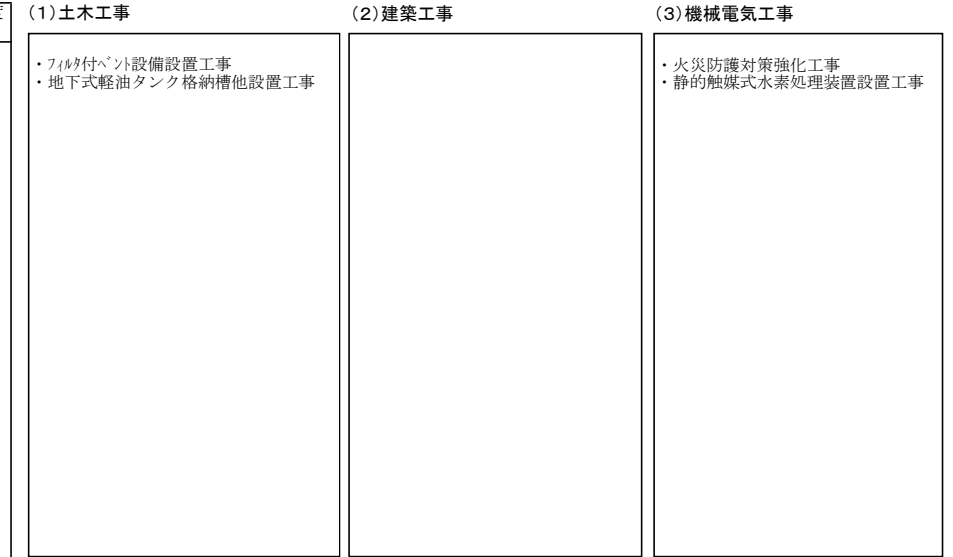 (1)土木工事
・フィルタ付ベント設備設置工事
・地下式軽油タンク格納槽他設置工事
(2)建築工事
(3)機械電気工事
・火災防護対策強化工事
・静的触媒式水素処理装置設置工事